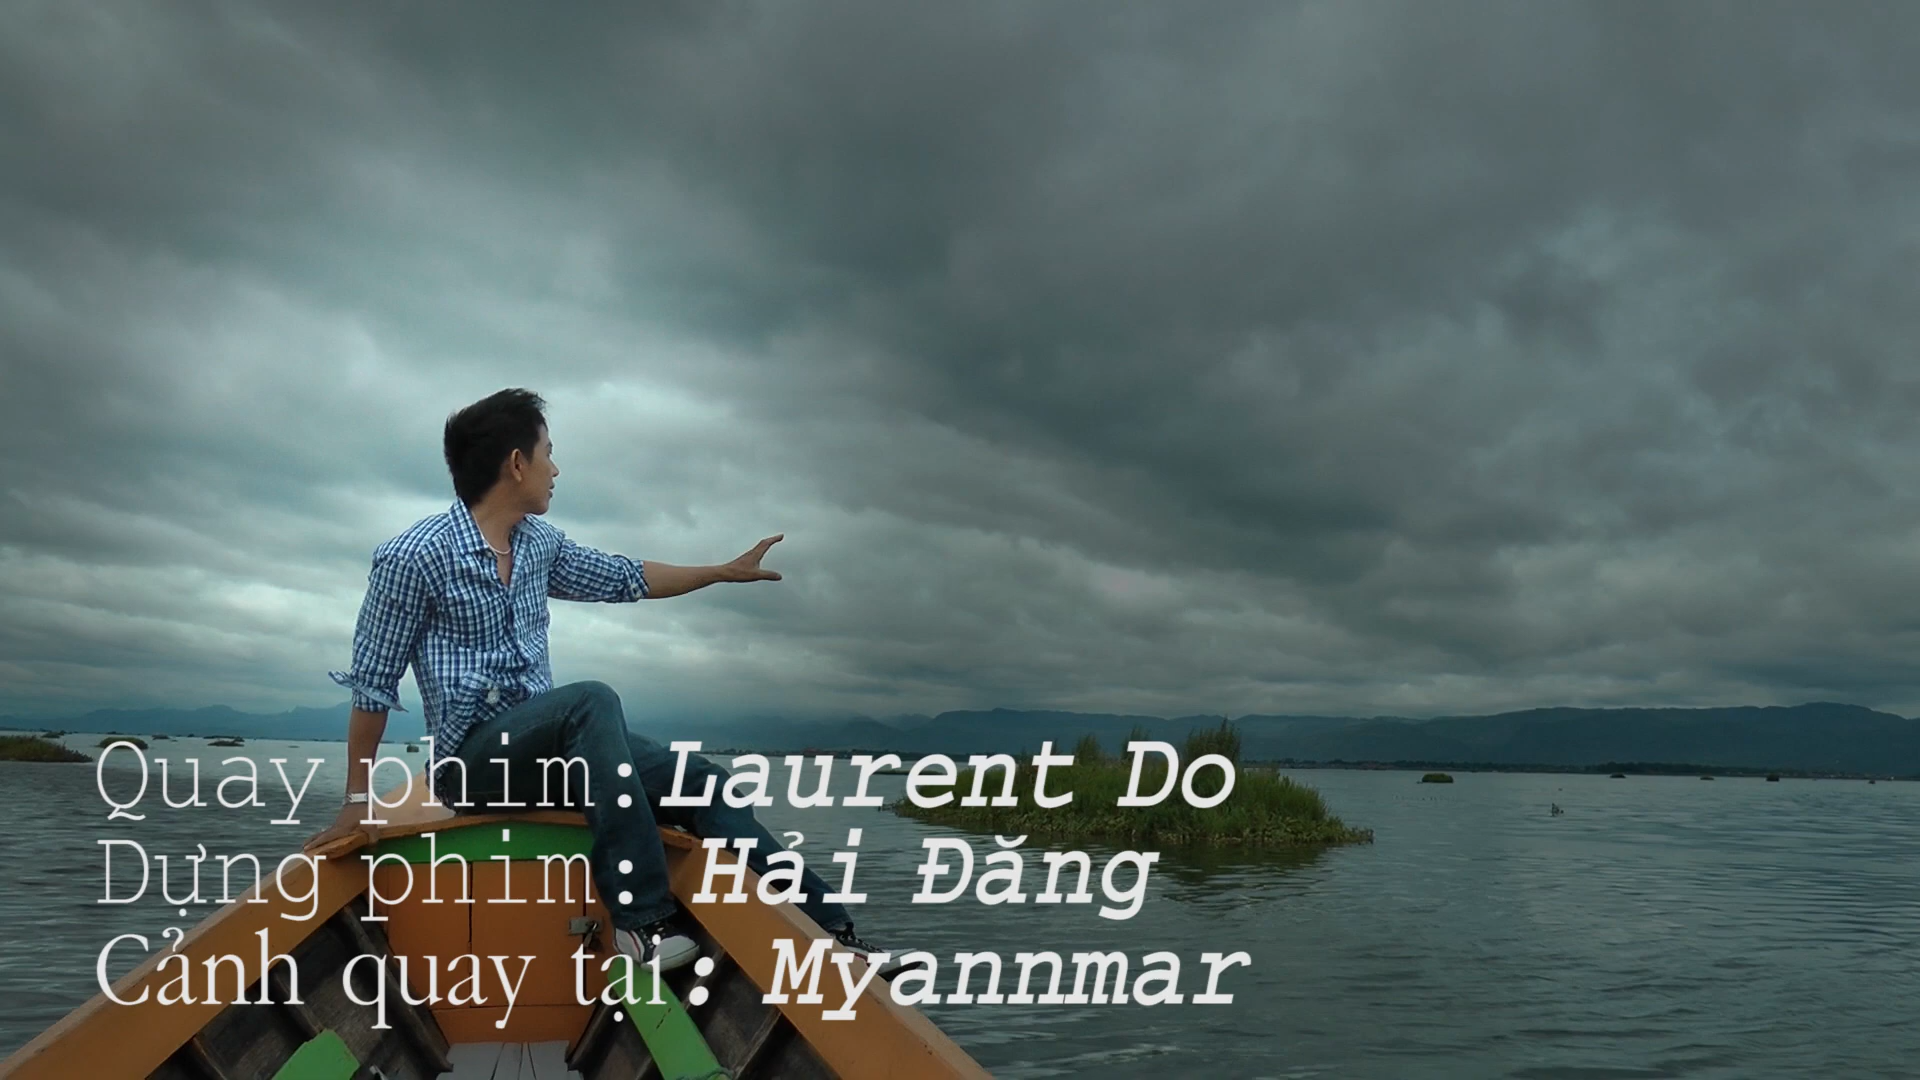 Quay phim:Laurent Do
Dựng phim: Hải Đăng
Cảnh quay tại: Myannmar